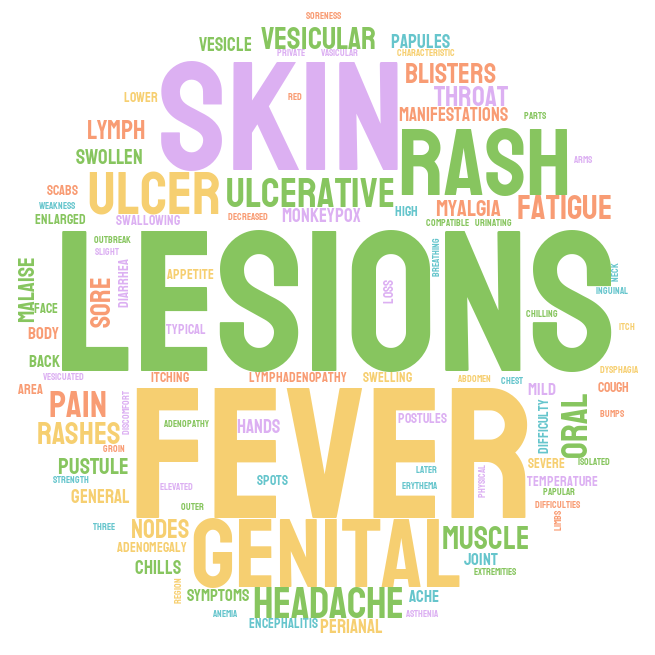 SORENESS
VESICLE VESICULAR PAPULES
PRIVATE VASICULAR CHARACTERISTIC
SKIN
BLISTERS
LOWER RED THROAT
LYMPH MANIFESTATIONS PARTS
SWOLLEN RASH ARMS
SCABS ULCER ULCERATIVE
WEAKNESS MYALGIA FATIGUE
ENLARGED SWALLOWING DECREASED MONKEYPOX HIGH
COMPATIBLE URINATING
LESIONS
OUTBREAK
SLIGHT
BREATHING
MALAISE
DIARRHEA
APPETITE
NECK
SORE
LOSS
INGUINAL
FACE
CHILLING
BODY TYPICAL ITCH
BACK
VESICUATED ITCHING LYMPHADENOPATHY SWELLING ABDOMEN CHEST DYSPHAGIA
AREA MILD COUGH
FEVER
PAIN
DISCOMFORT
ADENOPATHY HANDS POSTULES
DIFFICULTY
ORAL
BUMPS
RASHES
GROIN
PUSTULE
LATER
SEVERE ISOLATED
STRENGTH SPOTS
PHYSICAL
TEMPERATURE
GENERAL ELEVATED ERYTHEMA PAPULAR
OUTER DIFFICULTIES
LIMBS
THREE NODES GENITAL MUSCLE
ADENOMEGALY
CHILLS JOINT
EXTREMITIES
REGION
SYMPTOMS HEADACHE ACHE
ANEMIA ASTHENIA
ENCEPHALITIS PERIANAL